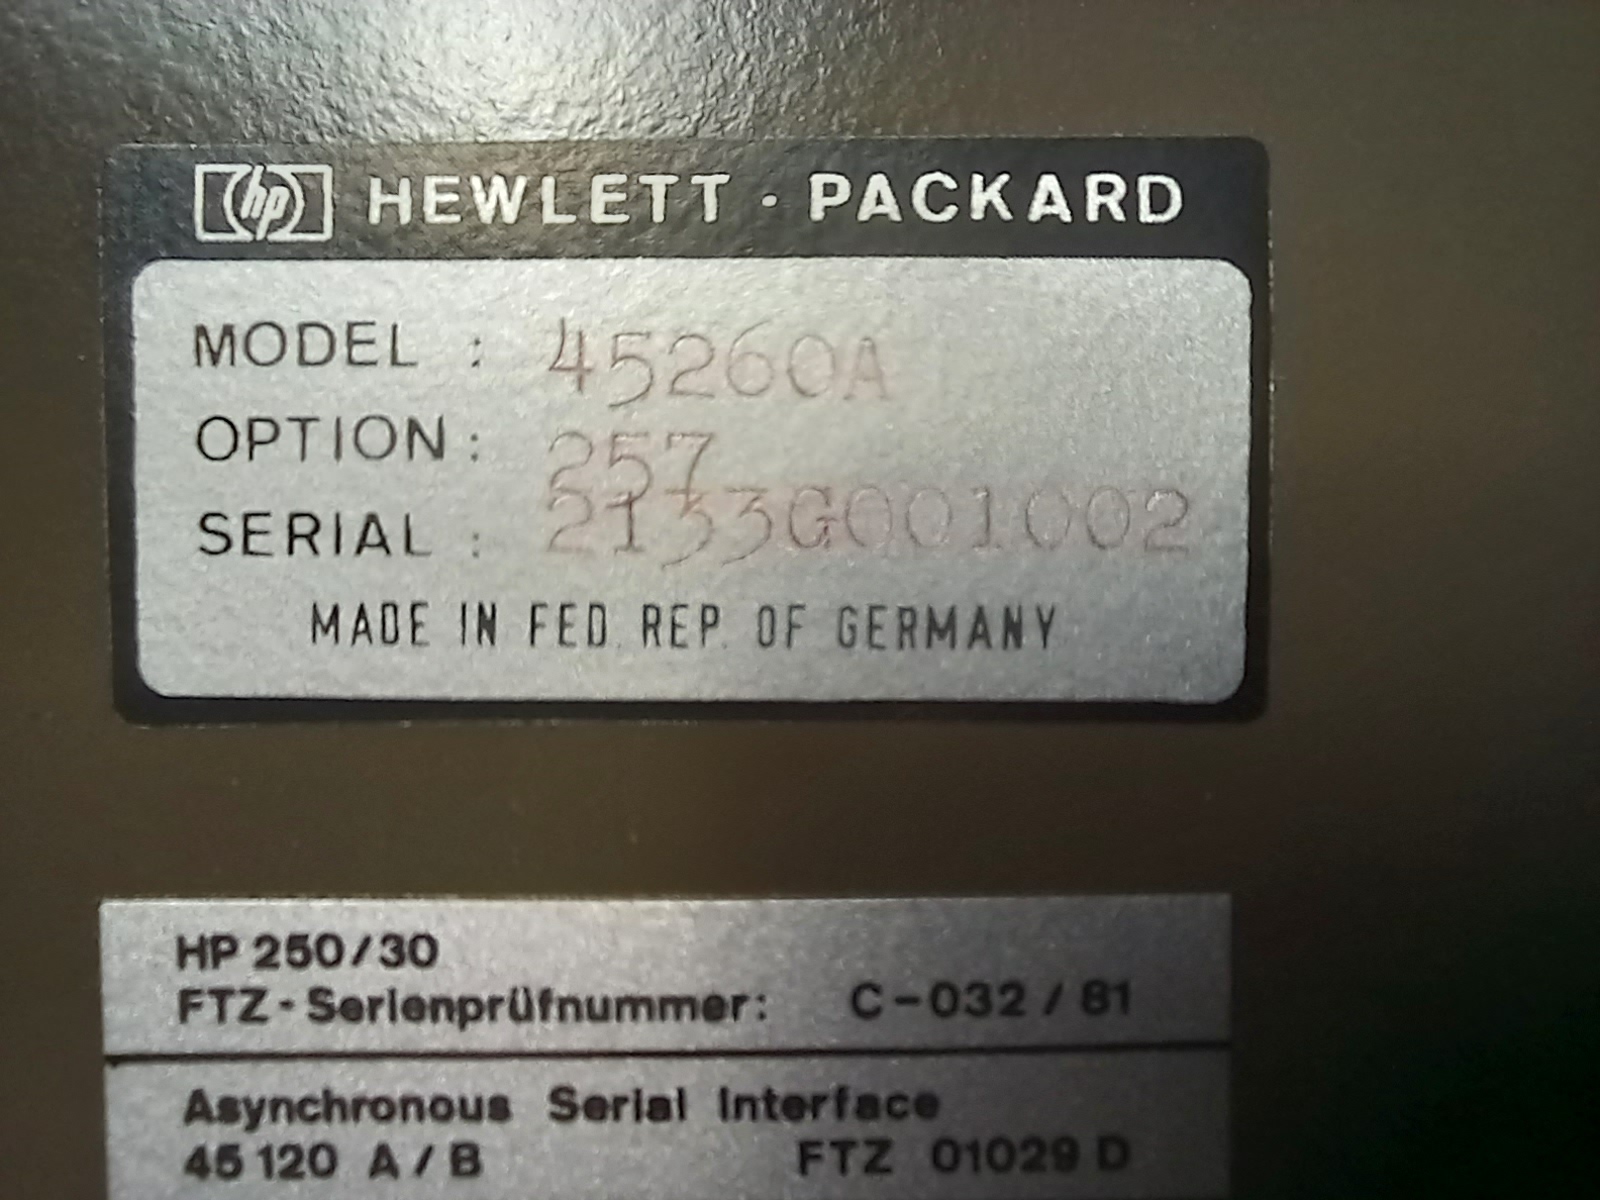 hp HEWLETT · PACKARD
MODEL : 45260A
OPTION : 257
SERIAL : 2133G001002
MADE IN FED. REP. OF GERMANY
HP 250/30
FTZ - Serienprüfnummer: C-032 / 81
Asynchronous Serial Interface
45 120 A / B FTZ 01029 D